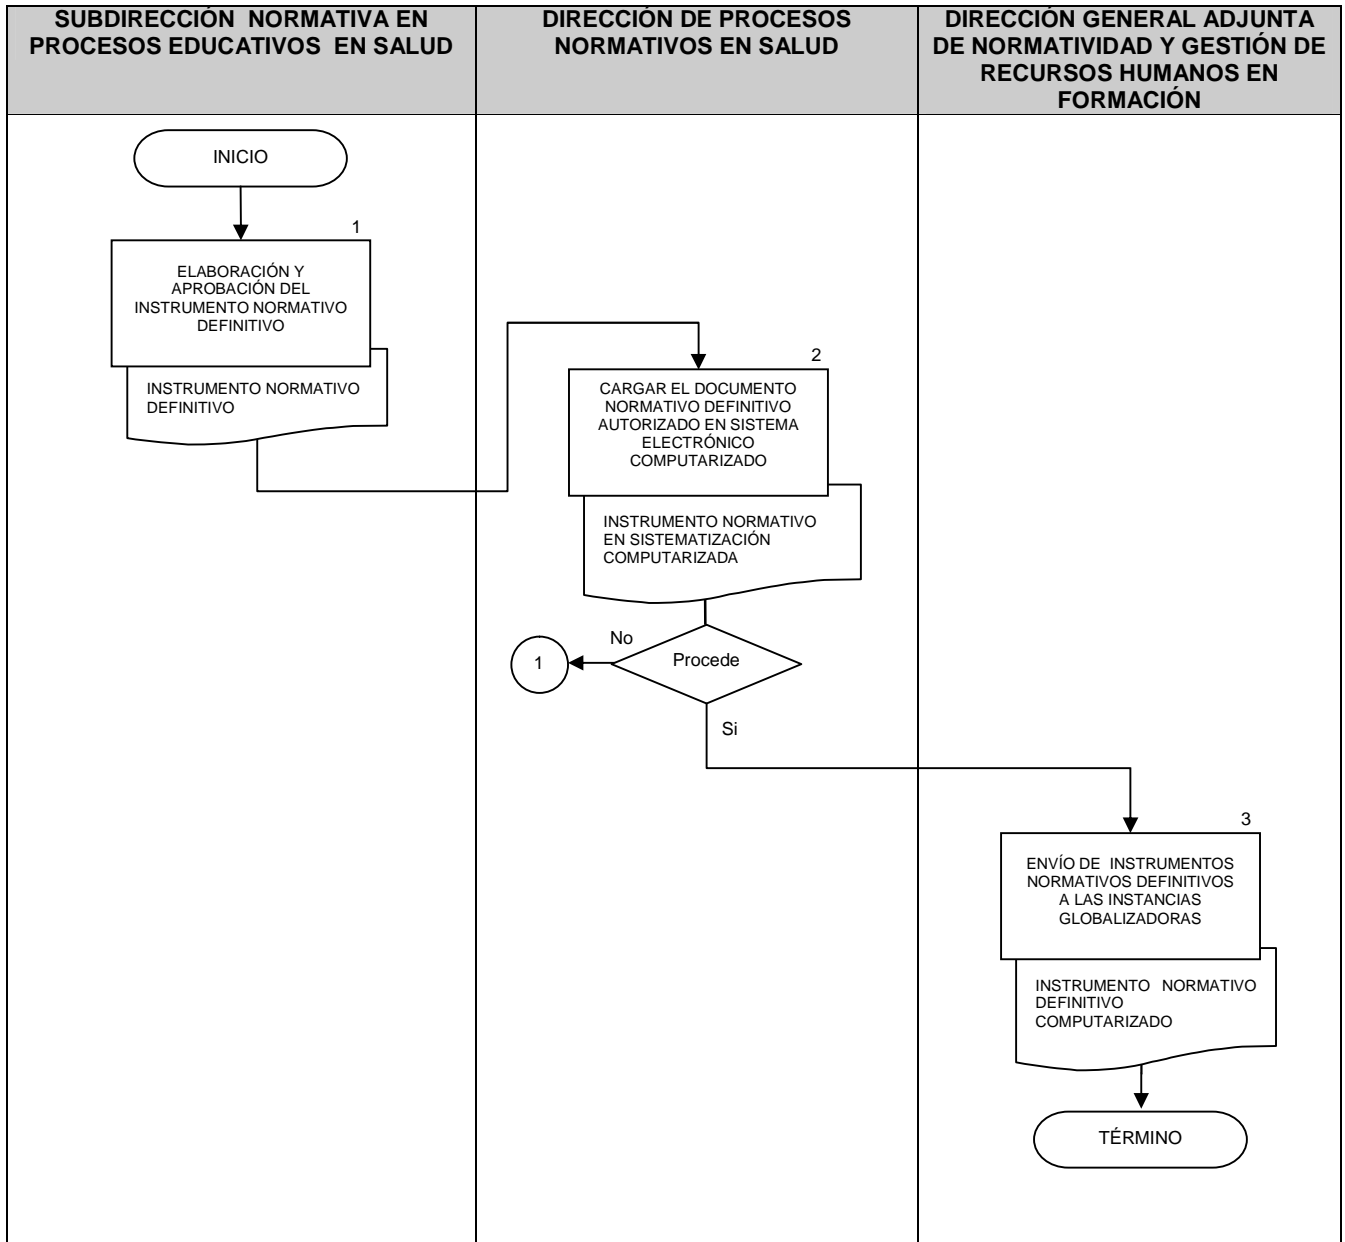 SUBDIRECCIÓN NORMATIVA EN
PROCESOS EDUCATIVOS EN SALUD
DIRECCIÓN DE PROCESOS
NORMATIVOS EN SALUD
DIRECCIÓN GENERAL ADJUNTA
DE NORMATIVIDAD Y GESTIÓN DE
RECURSOS HUMANOS EN
FORMACIÓN
INICIO
1
ELABORACIÓN Y
APROBACIÓN DEL
INSTRUMENTO NORMATIVO
DEFINITIVO
INSTRUMENTO NORMATIVO
DEFINITIVO
2
CARGAR EL DOCUMENTO
NORMATIVO DEFINITIVO
AUTORIZADO EN SISTEMA
ELECTRÓNICO
COMPUTARIZADO
INSTRUMENTO NORMATIVO
EN SISTEMATIZACIÓN
COMPUTARIZADA
No
1
Procede
Si
3
ENVÍO DE INSTRUMENTOS
NORMATIVOS DEFINITIVOS
A LAS INSTANCIAS
GLOBALIZADORAS
INSTRUMENTO NORMATIVO
DEFINITIVO
COMPUTARIZADO
TÉRMINO